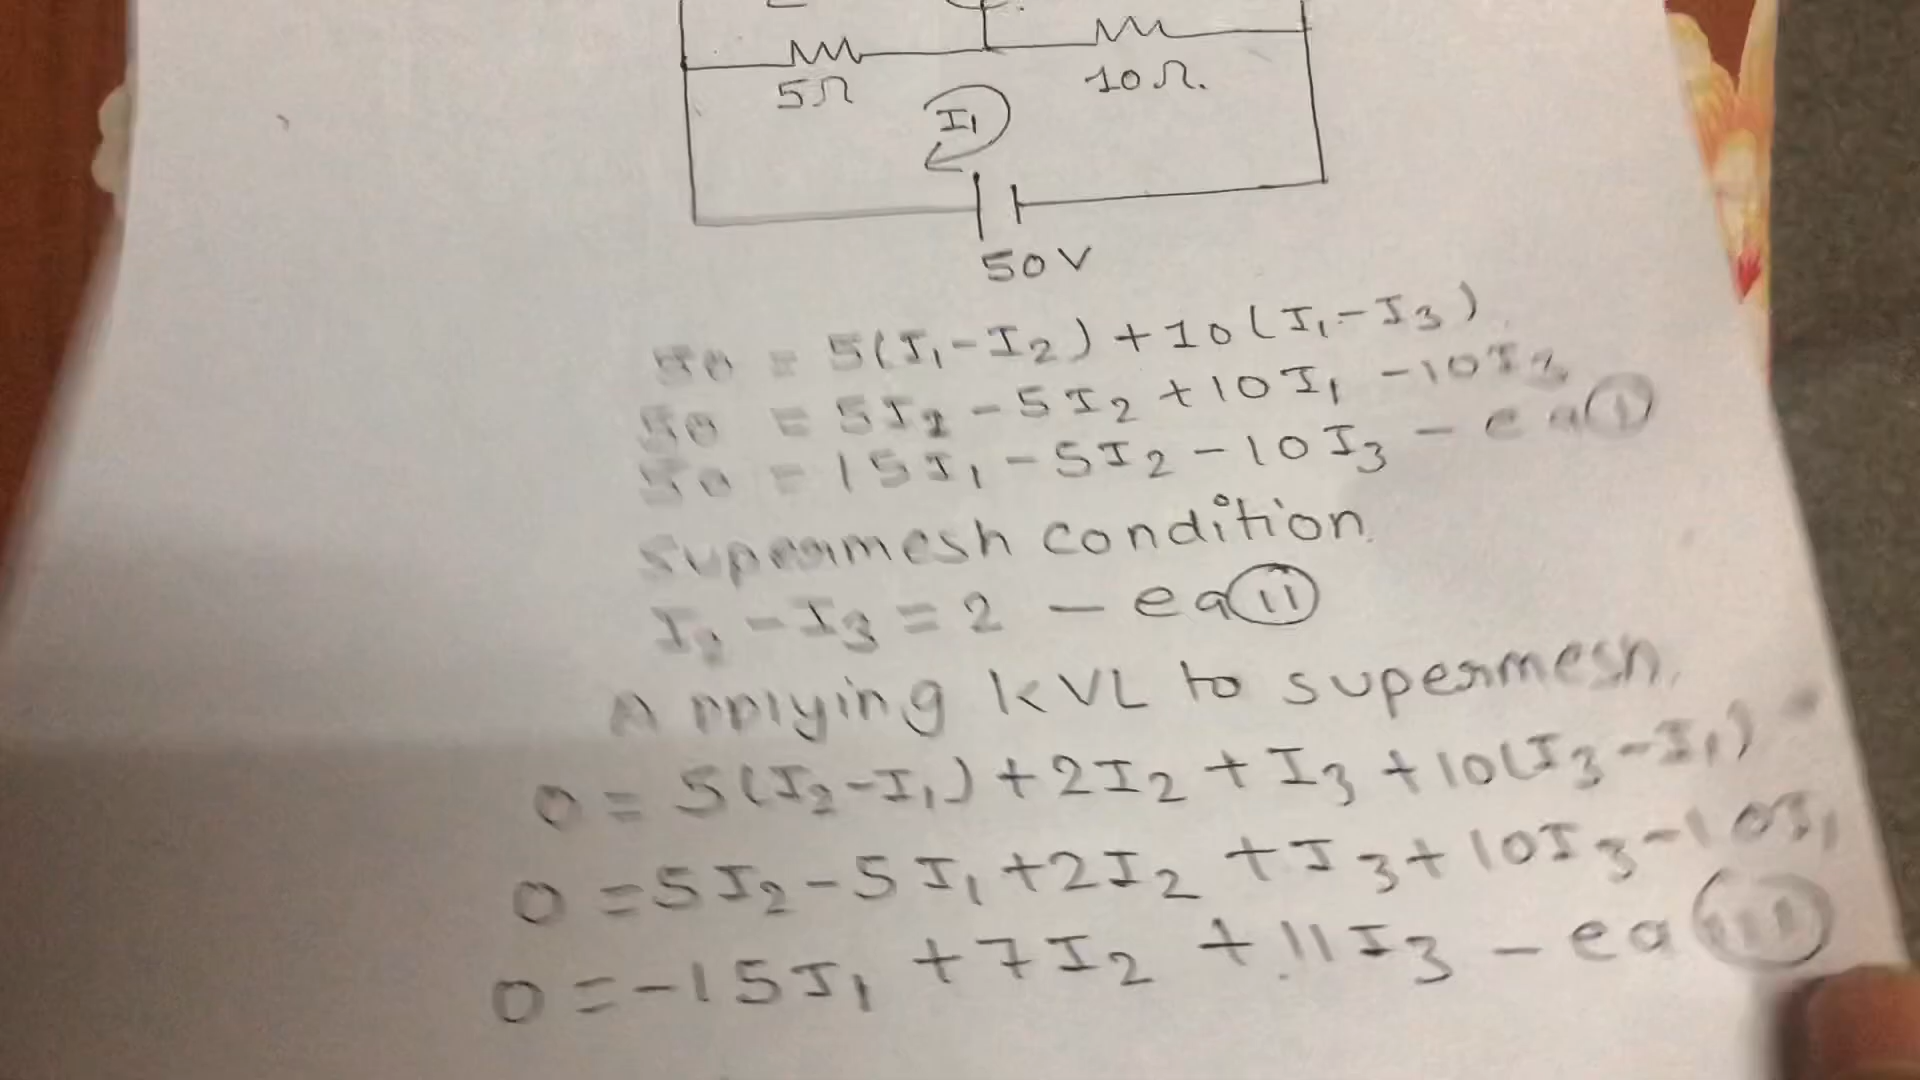 5Ω
10Ω.
I₁
50V
50 = 5(I₁-I₂)+10(I₁-I₃)
50 = 5I₁-5I₂+10I₁-10I₃
50 = 15I₁-5I₂-10I₃ - eq(i)
supermesh condition.
I₂-I₃=2 - eq(ii)
Applying kVL to supermesh.
0=5(I₂-I₁)+2I₂+I₃+10(I₃-I₁)
0=5I₂-5I₁+2I₂+I₃+10I₃-10I₁
0=-15I₁+7I₂+11I₃ - eq(iii)